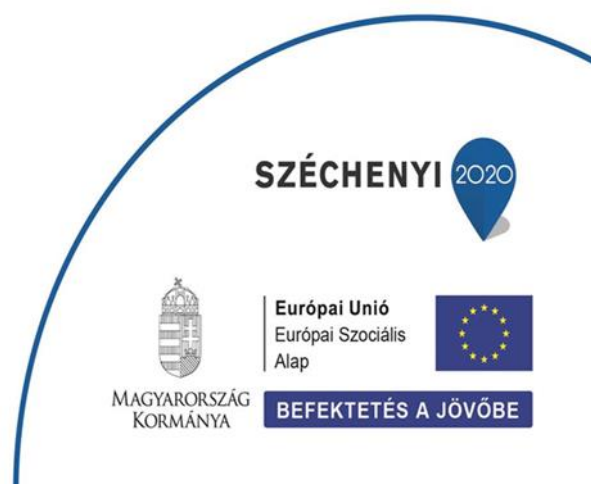 SZÉCHENYI 2020
Európai Unió
Európai Szociális
Alap
MAGYARORSZÁG
KORMÁNYA
BEFEKTETÉS A JÖVŐBE